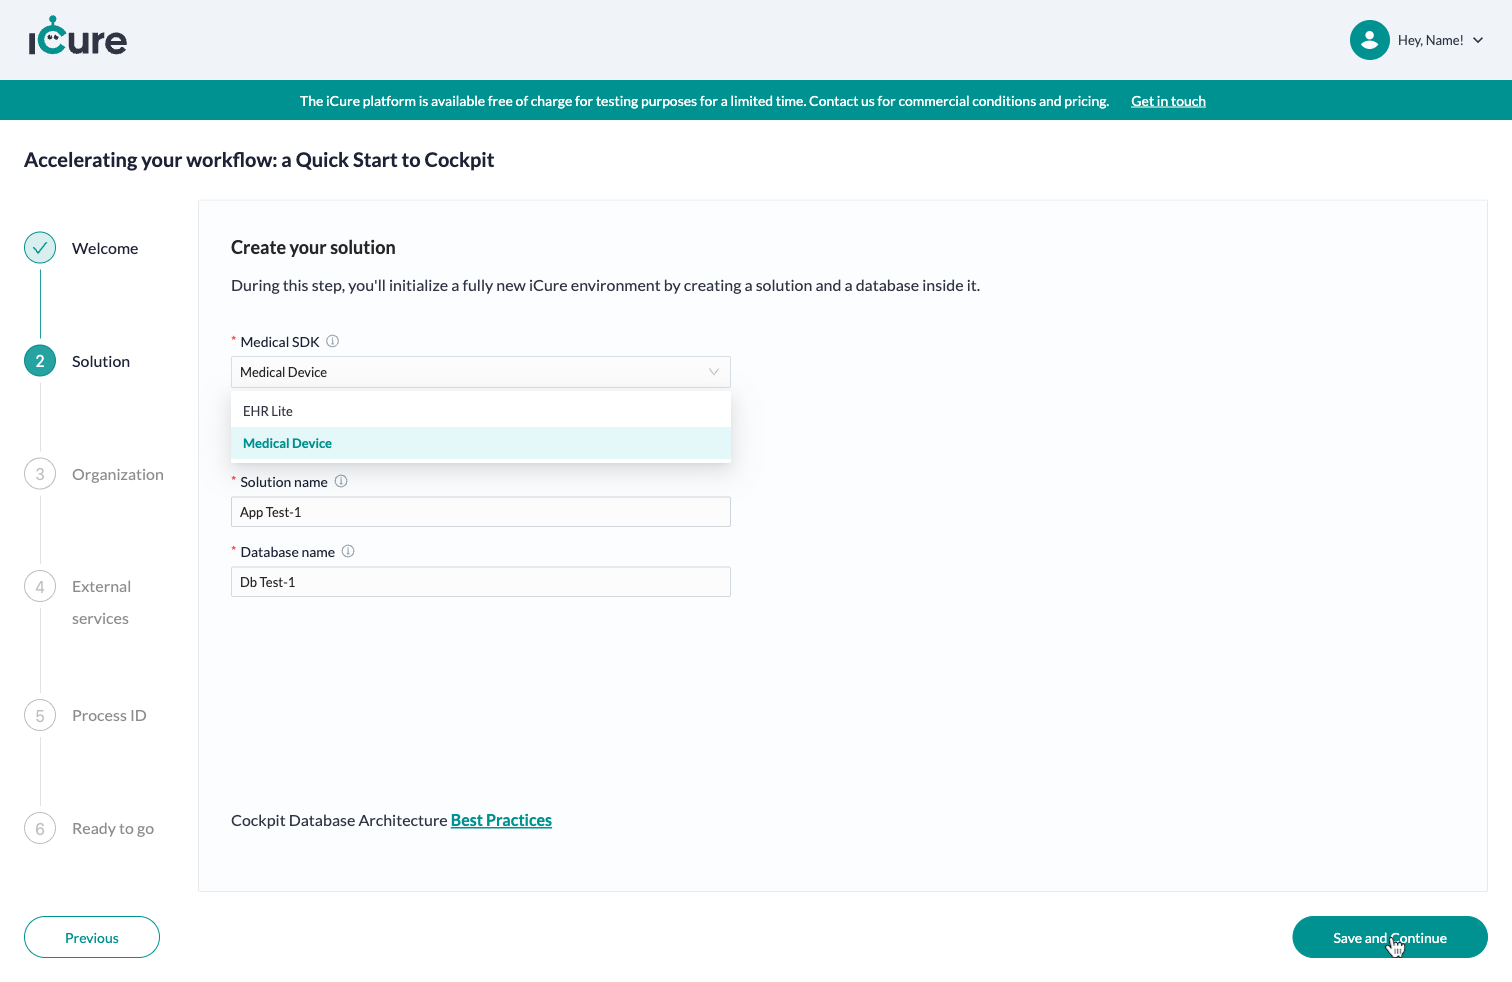 iCure
Hey, Name!
The iCure platform is available free of charge for testing purposes for a limited time. Contact us for commercial conditions and pricing. Get in touch
Accelerating your workflow: a Quick Start to Cockpit
Welcome
2 Solution
3 Organization
4 External
services
5 Process ID
6 Ready to go
Create your solution
During this step, you'll initialize a fully new iCure environment by creating a solution and a database inside it.
* Medical SDK
Medical Device
EHR Lite
Medical Device
* Solution name
App Test-1
* Database name
Db Test-1
Cockpit Database Architecture Best Practices
Previous
Save and Continue